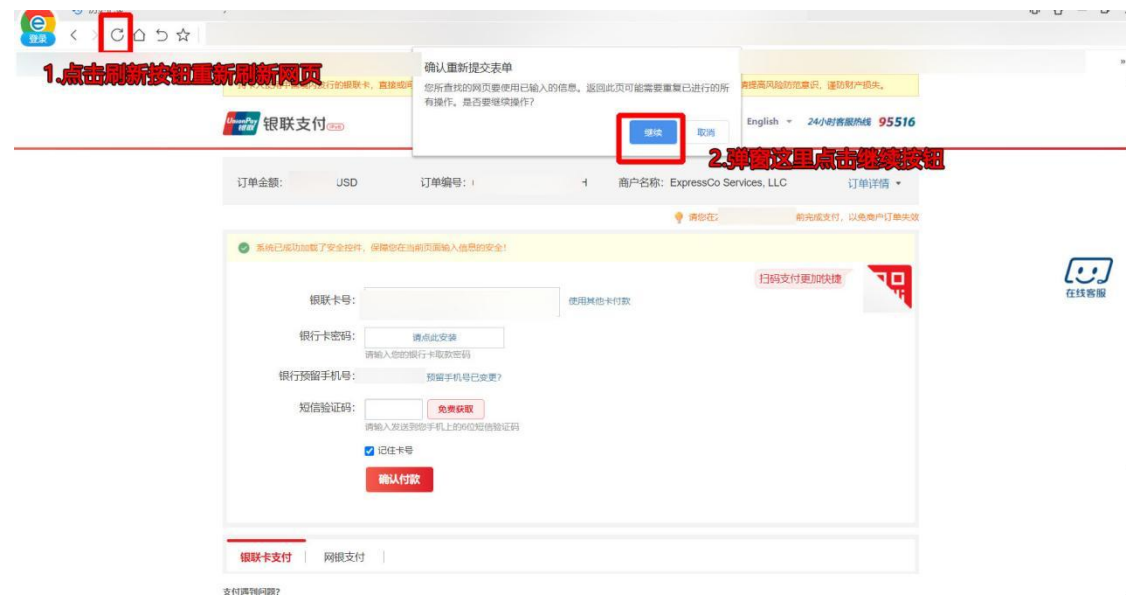 登录
1.点击刷新按钮重新刷新网页
确认重新提交表单
您所查找的网页要使用已输入的信息。返回此页可能需要重复已进行的所
有操作。是否要继续操作?
继续 取消
2.弹窗这里点击继续按钮
行的银联卡，直接或间
请提高风险防范意识，谨防财产损失。
UnionPay 银联 银联支付
English 24小时客服热线 95516
订单金额: USD 订单编号: 商户名称: ExpressCo Services, LLC 订单详情
请您在 前完成支付，以免商户订单失效
系统已成功加载了安全控件，保障您在当前页面输入信息的安全!
扫码支付更加快捷
银联卡号: 使用其他卡付款
在线客服
银行卡密码: 请点此安装
请输入您的银行卡取款密码
银行预留手机号: 预留手机号已变更?
短信验证码: 免费获取
请输入发送到您手机上的6位短信验证码
记住卡号
确认付款
银联卡支付 网银支付
支付遇到问题?